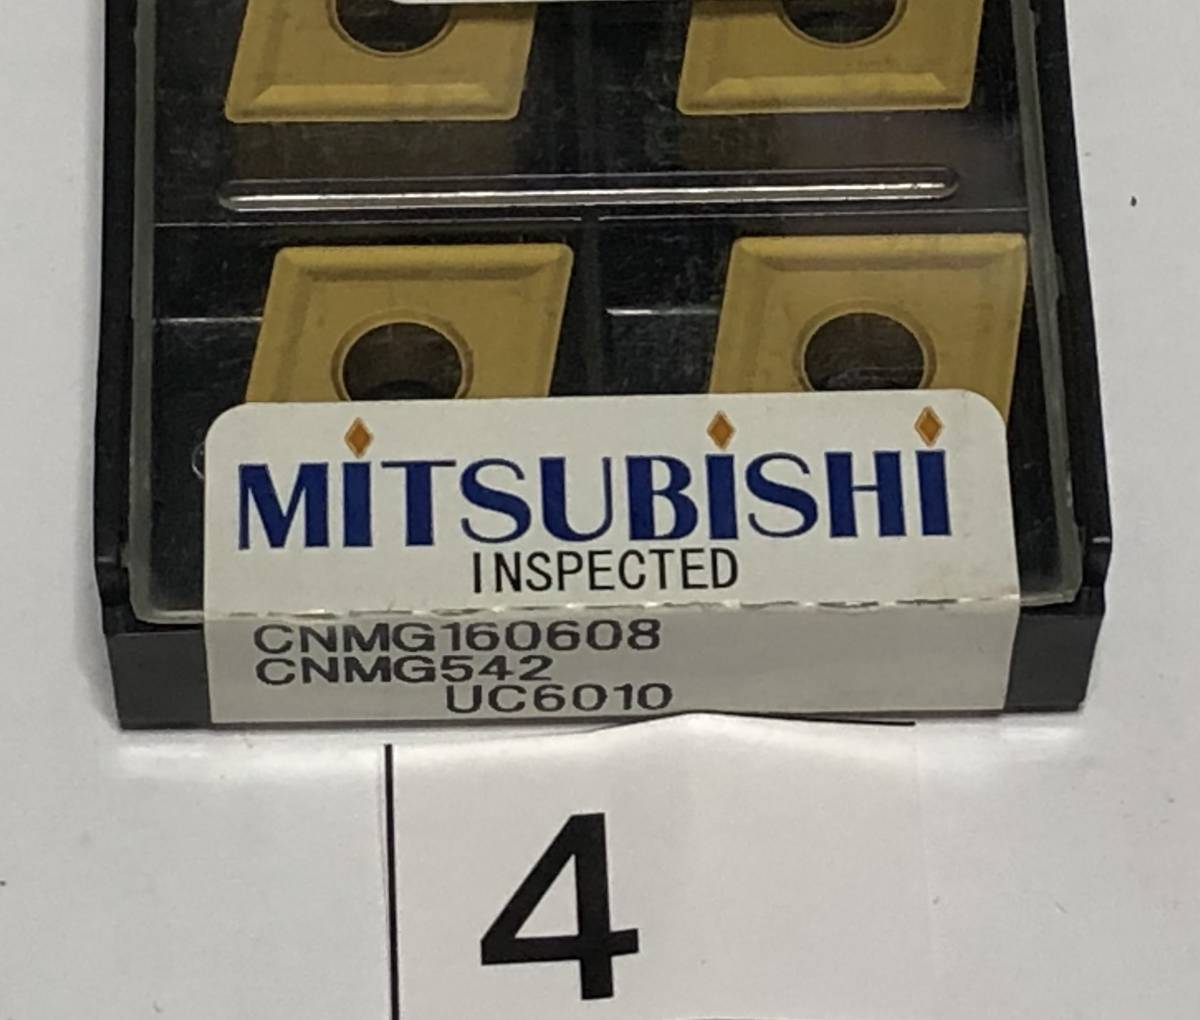 MITSUBISHI
INSPECTED
CNMG160608
CNMG542
UC6010
4